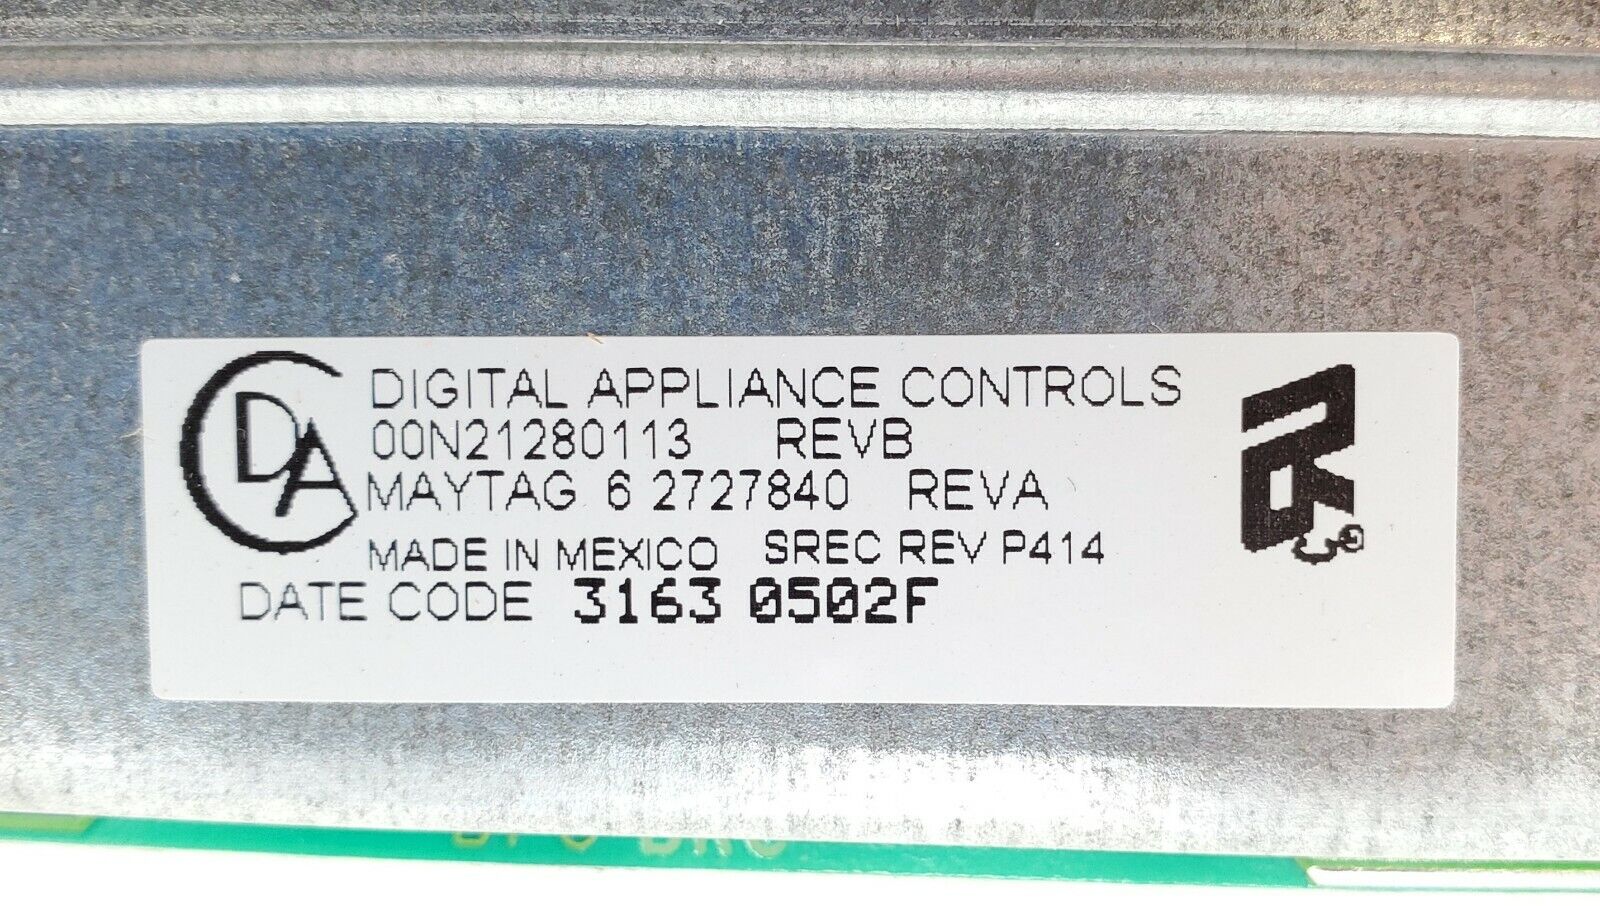 DIGITAL APPLIANCE CONTROLS
00N21280113 REVB
MAYTAG 6 2727840 REVA
MADE IN MEXICO SREC REV P414
DATE CODE 3163 0502F
DA